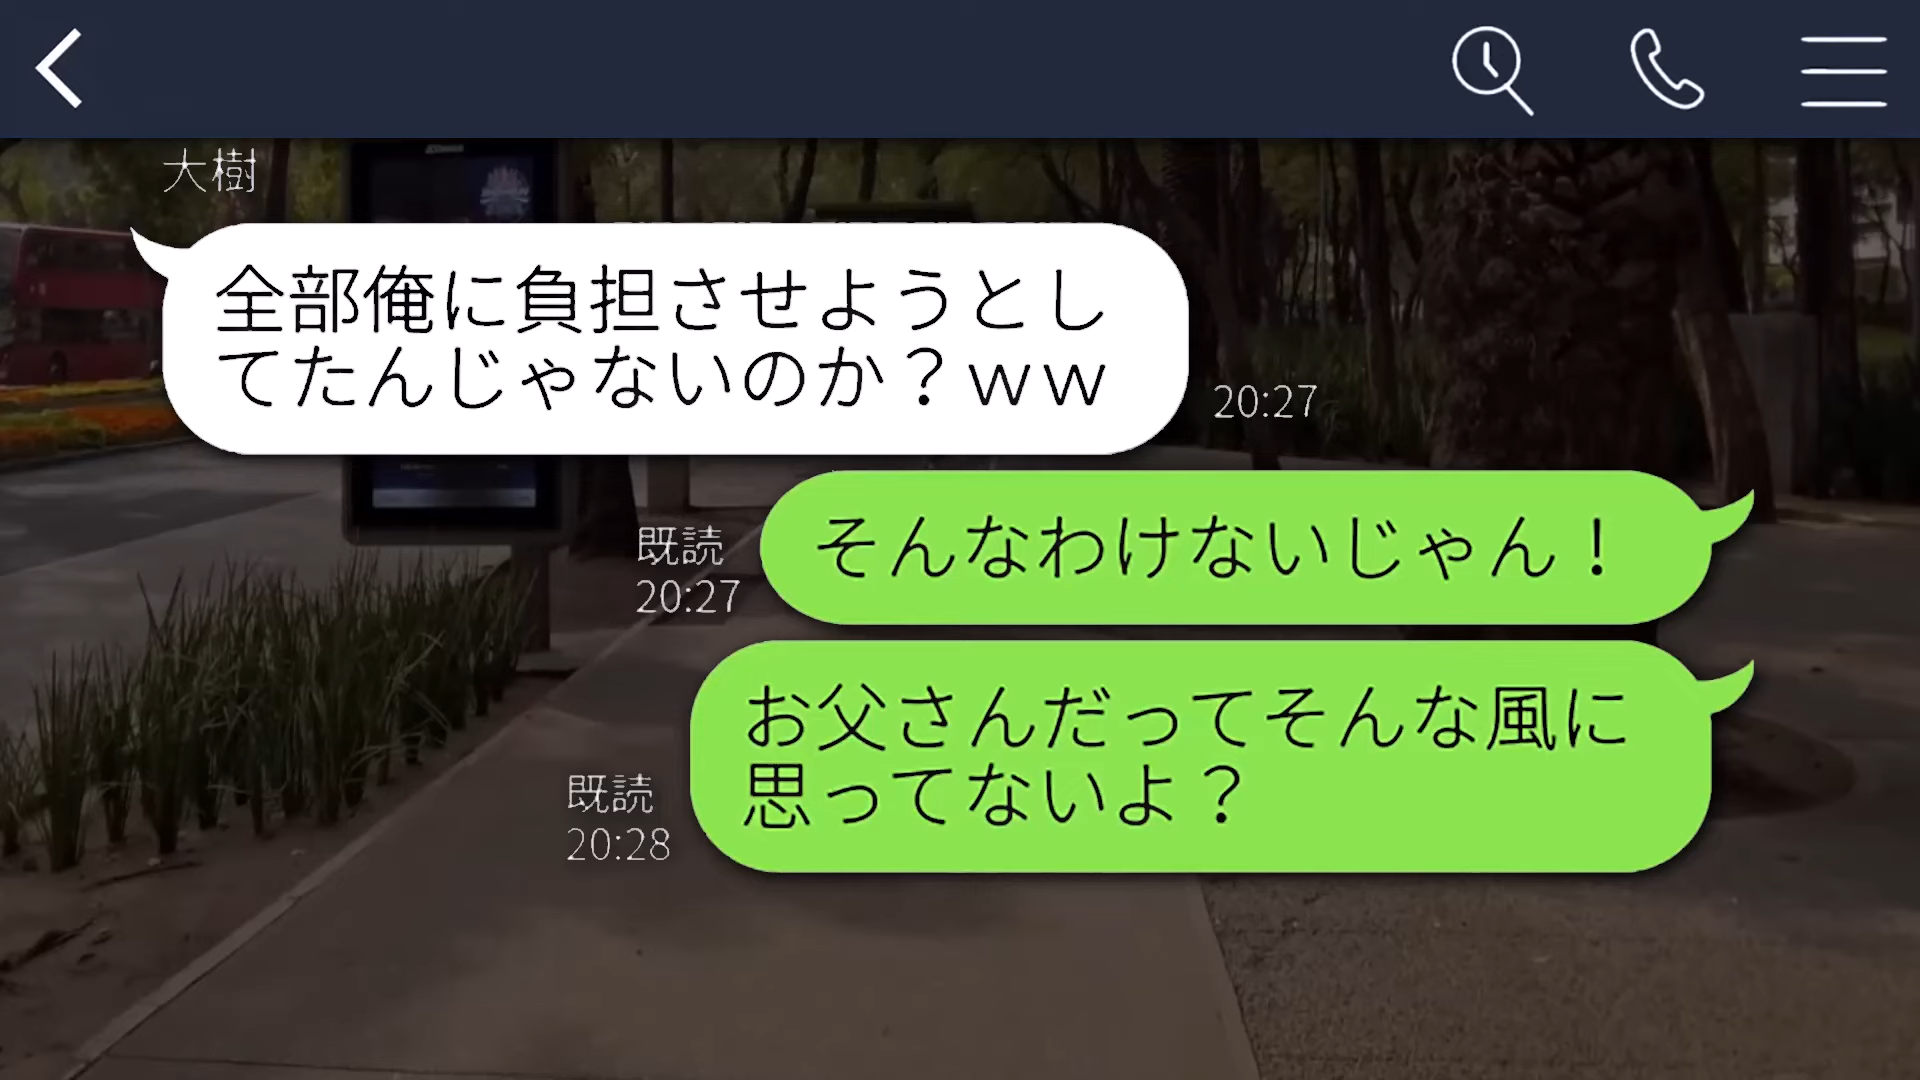 大樹
全部俺に負担させようとし
てたんじゃないのか？ｗｗ
20:27
そんなわけないじゃん！
既読
20:27
お父さんだってそんな風に
思ってないよ？
既読
20:28